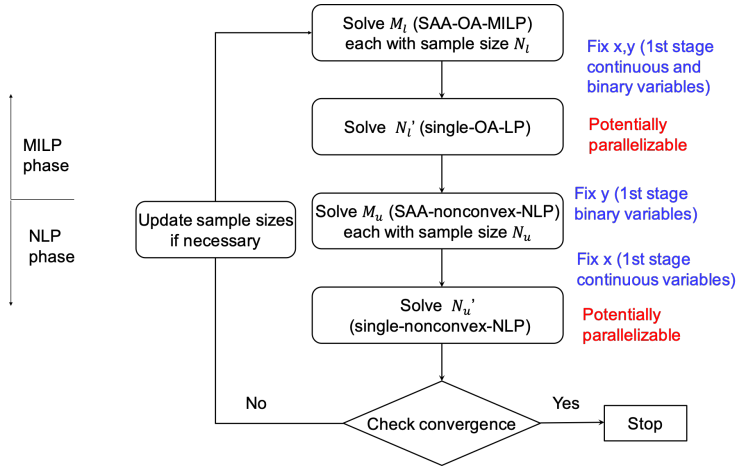 Solve M_l (SAA-OA-MILP)
each with sample size N_l
Fix x,y (1st stage
continuous and
binary variables)
Solve N_l' (single-OA-LP)
Potentially
parallelizable
MILP
phase
NLP
phase
Update sample sizes
if necessary
Solve M_u (SAA-nonconvex-NLP)
each with sample size N_u
Fix y (1st stage
binary variables)
Fix x (1st stage
continuous variables)
Solve N_u'
(single-nonconvex-NLP)
Potentially
parallelizable
No
Check convergence
Yes
Stop